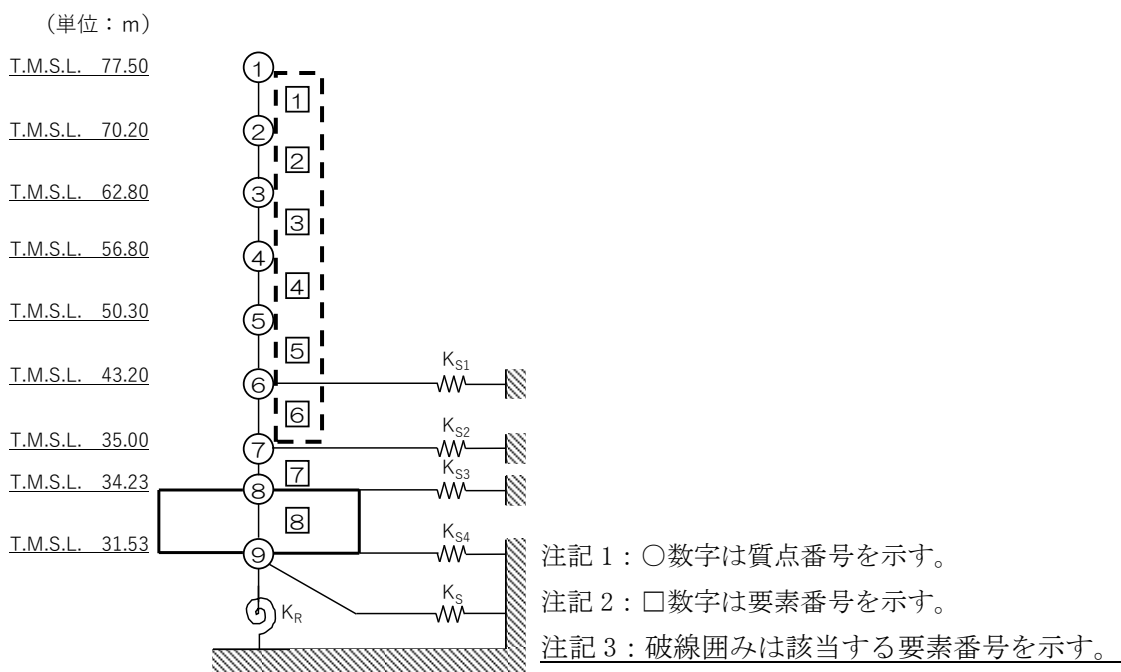 （単位：m）
T.M.S.L. 77.50
① 1
T.M.S.L. 70.20
② 2
T.M.S.L. 62.80
③ 3
T.M.S.L. 56.80
④ 4
T.M.S.L. 50.30
⑤ 5
KS1
T.M.S.L. 43.20
⑥ 6
KS2
T.M.S.L. 35.00
⑦ 7
KS3
T.M.S.L. 34.23
⑧ 8
KS4
T.M.S.L. 31.53
⑨
KS
KR
注記 1：○数字は質点番号を示す。
注記 2：□数字は要素番号を示す。
注記 3：破線囲みは該当する要素番号を示す。